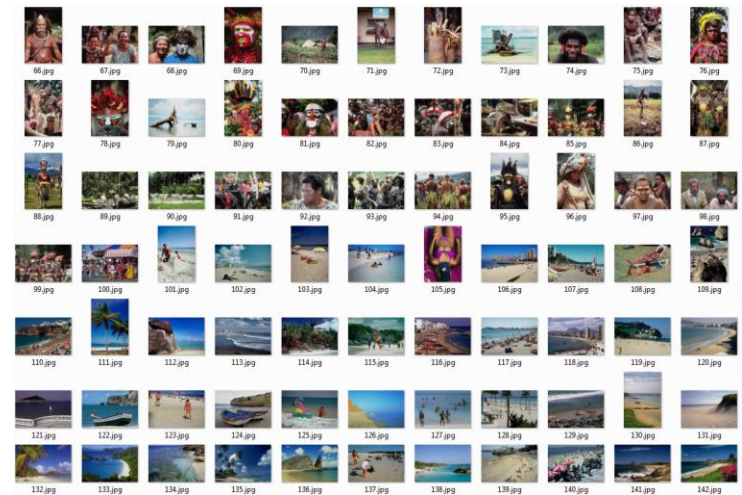 66.jpg 67.jpg 68.jpg 69.jpg 70.jpg 71.jpg 72.jpg 73.jpg 74.jpg 75.jpg 76.jpg
77.jpg 78.jpg 79.jpg 80.jpg 81.jpg 82.jpg 83.jpg 84.jpg 85.jpg 86.jpg 87.jpg
88.jpg 89.jpg 90.jpg 91.jpg 92.jpg 93.jpg 94.jpg 95.jpg 96.jpg 97.jpg 98.jpg
99.jpg 100.jpg 101.jpg 102.jpg 103.jpg 104.jpg 105.jpg 106.jpg 107.jpg 108.jpg 109.jpg
110.jpg 111.jpg 112.jpg 113.jpg 114.jpg 115.jpg 116.jpg 117.jpg 118.jpg 119.jpg 120.jpg
121.jpg 122.jpg 123.jpg 124.jpg 125.jpg 126.jpg 127.jpg 128.jpg 129.jpg 130.jpg 131.jpg
132.jpg 133.jpg 134.jpg 135.jpg 136.jpg 137.jpg 138.jpg 139.jpg 140.jpg 141.jpg 142.jpg